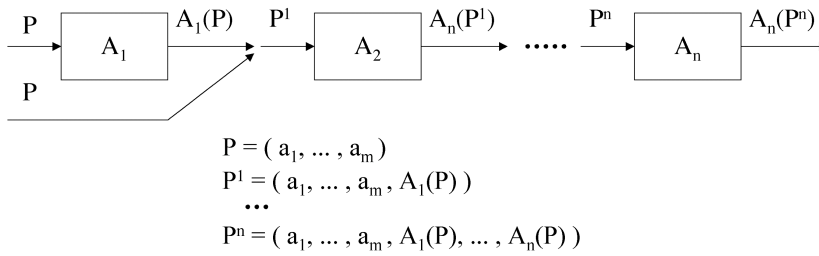 P A₁(P) P¹ Aₙ(P¹) Pⁿ Aₙ(Pⁿ)
A₁ A₂ ..... Aₙ
P
P = ( a₁, ... , aₘ )
P¹ = ( a₁, ... , aₘ , A₁(P) )
...
Pⁿ = ( a₁, ... , aₘ , A₁(P), ... , Aₙ(P) )